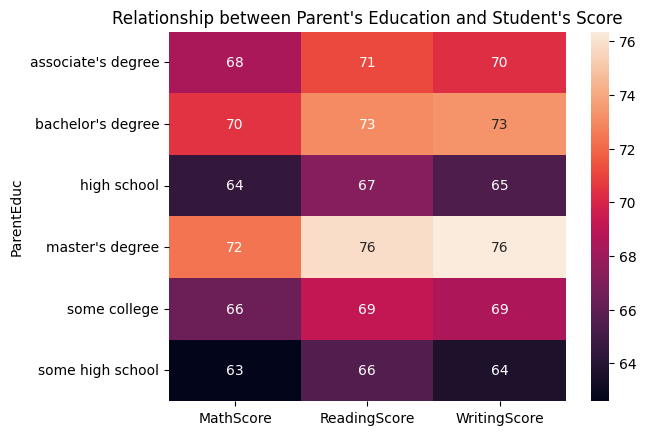 Relationship between Parent's Education and Student's Score
ParentEduc
associate's degree 68 71 70
bachelor's degree 70 73 73
high school 64 67 65
master's degree 72 76 76
some college 66 69 69
some high school 63 66 64
MathScore ReadingScore WritingScore
76
74
72
70
68
66
64